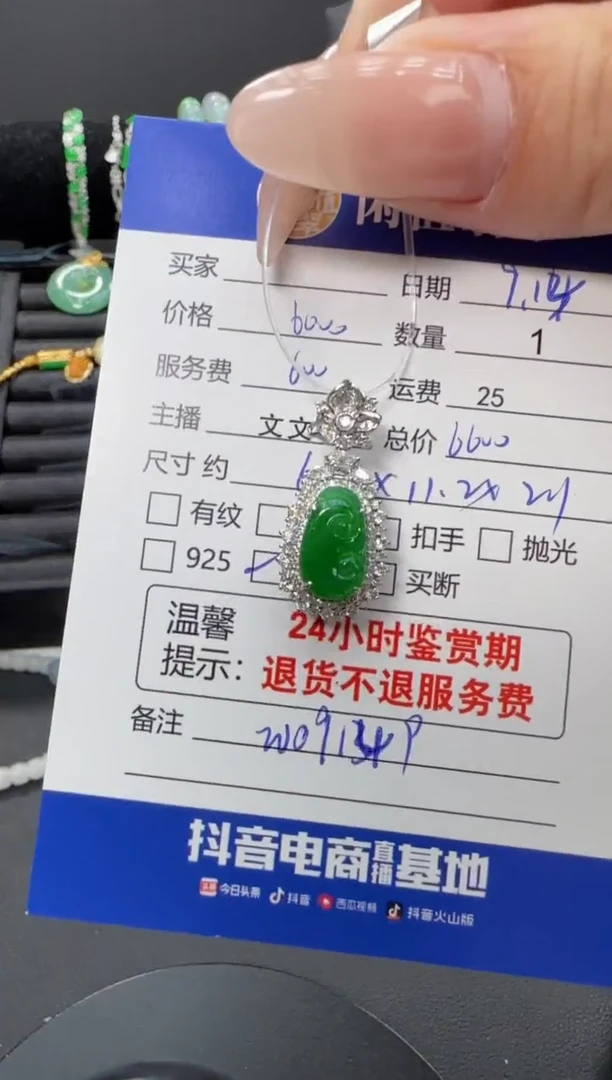 买家 日期
价格 6000 数量 1
服务费 600 运费 25
主播 文文 总价 6600
尺寸 约 x 11.2x
有纹 扣手 抛光
925 买断
温馨 24小时鉴赏期
提示: 退货不退服务费
备注
抖音电商直播基地
头条 今日头条 抖音 西瓜视频 抖音火山版